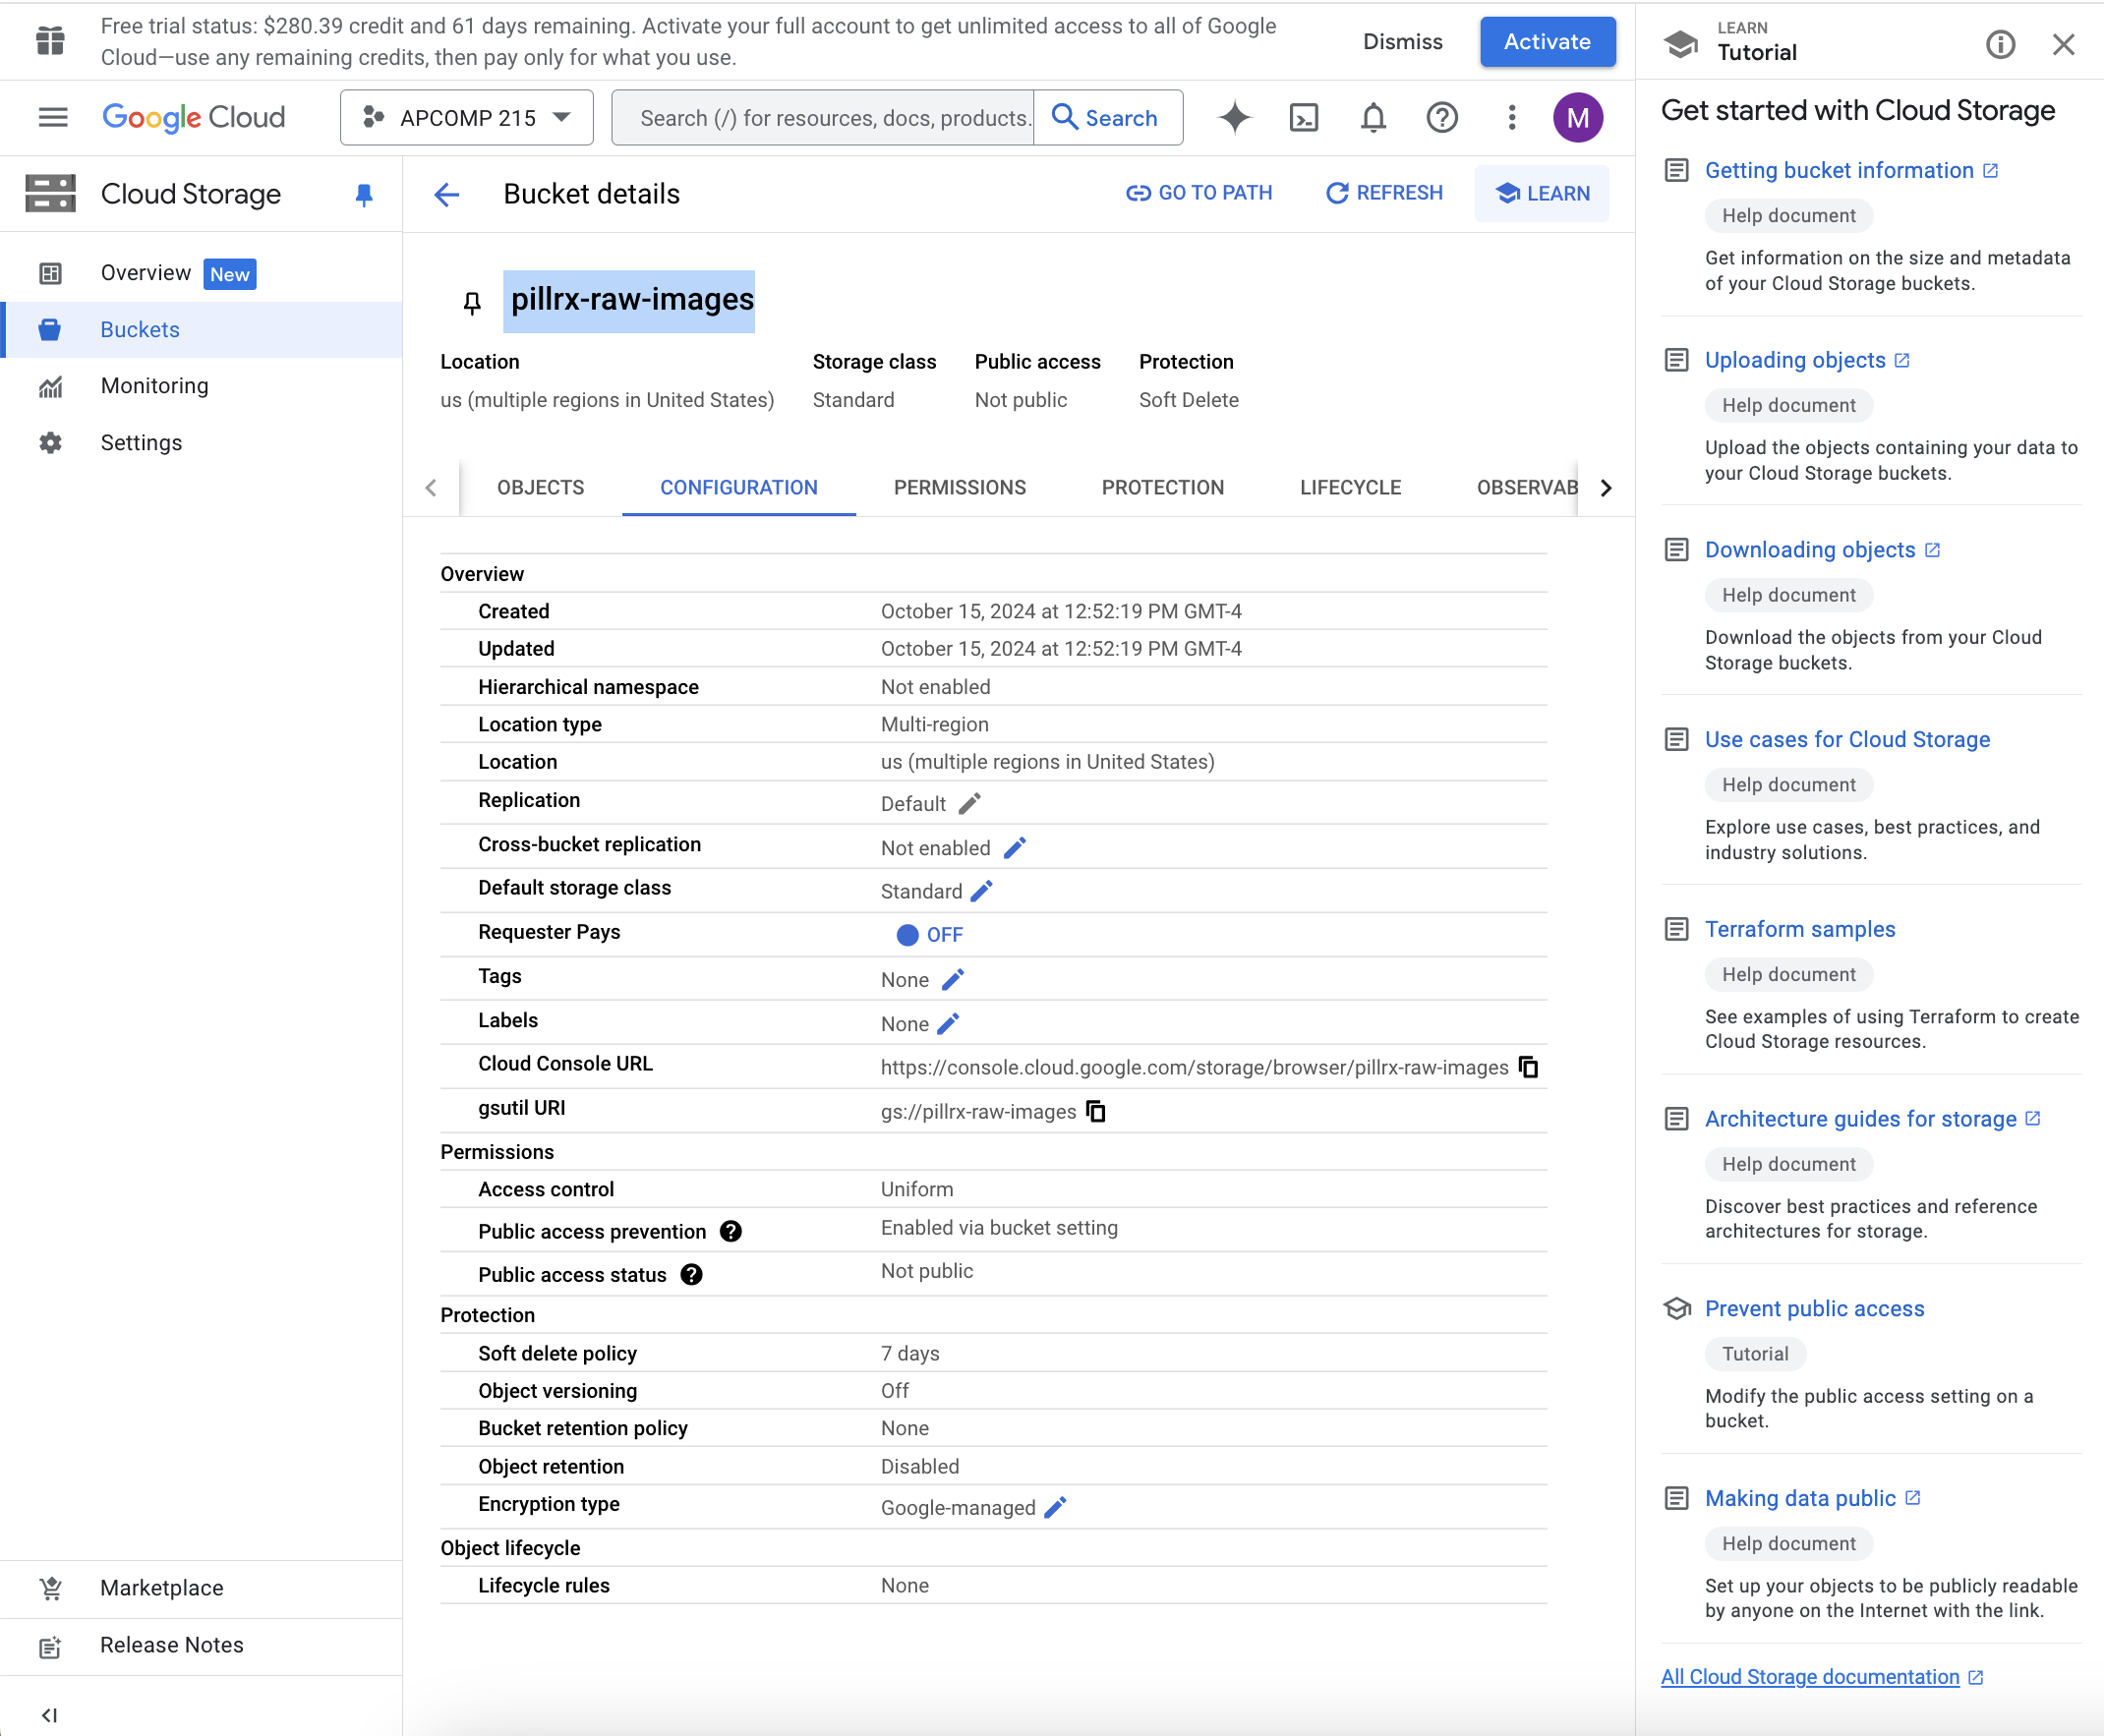 Free trial status: $280.39 credit and 61 days remaining. Activate your full account to get unlimited access to all of Google
Cloud—use any remaining credits, then pay only for what you use.
Dismiss
Activate
Google Cloud
APCOMP 215
Search (/) for resources, docs, products.
Search
M
Cloud Storage
Overview New
Buckets
Monitoring
Settings
Marketplace
Release Notes
Bucket details
GO TO PATH
REFRESH
LEARN
pillrx-raw-images
Location Storage class Public access Protection
us (multiple regions in United States) Standard Not public Soft Delete
OBJECTS CONFIGURATION PERMISSIONS PROTECTION LIFECYCLE OBSERVAB
Overview
Created October 15, 2024 at 12:52:19 PM GMT-4
Updated October 15, 2024 at 12:52:19 PM GMT-4
Hierarchical namespace Not enabled
Location type Multi-region
Location us (multiple regions in United States)
Replication Default
Cross-bucket replication Not enabled
Default storage class Standard
Requester Pays OFF
Tags None
Labels None
Cloud Console URL https://console.cloud.google.com/storage/browser/pillrx-raw-images
gsutil URI gs://pillrx-raw-images
Permissions
Access control Uniform
Public access prevention Enabled via bucket setting
Public access status Not public
Protection
Soft delete policy 7 days
Object versioning Off
Bucket retention policy None
Object retention Disabled
Encryption type Google-managed
Object lifecycle
Lifecycle rules None
LEARN
Tutorial
Get started with Cloud Storage
Getting bucket information
Help document
Get information on the size and metadata
of your Cloud Storage buckets.
Uploading objects
Help document
Upload the objects containing your data to
your Cloud Storage buckets.
Downloading objects
Help document
Download the objects from your Cloud
Storage buckets.
Use cases for Cloud Storage
Help document
Explore use cases, best practices, and
industry solutions.
Terraform samples
Help document
See examples of using Terraform to create
Cloud Storage resources.
Architecture guides for storage
Help document
Discover best practices and reference
architectures for storage.
Prevent public access
Tutorial
Modify the public access setting on a
bucket.
Making data public
Help document
Set up your objects to be publicly readable
by anyone on the Internet with the link.
All Cloud Storage documentation